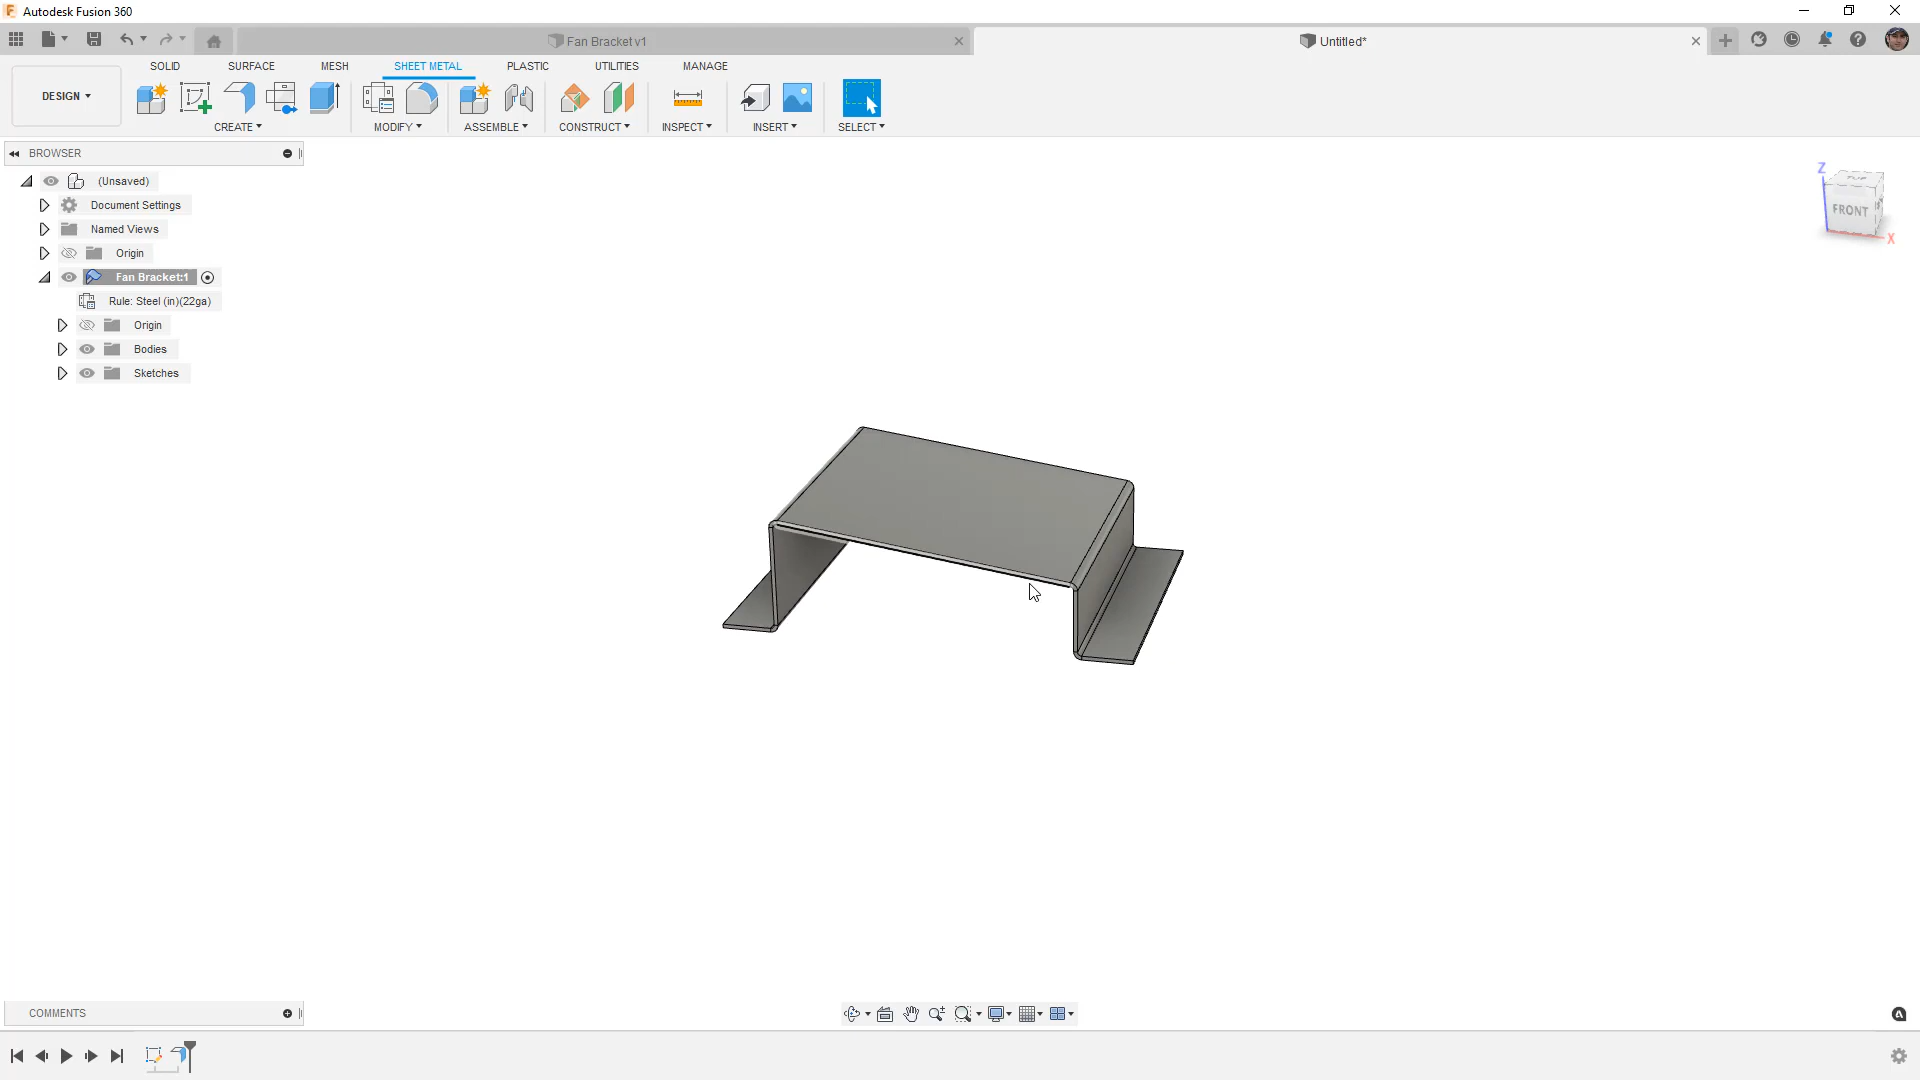 Autodesk Fusion 360
Fan Bracket v1
Untitled*
SOLID
SURFACE
MESH
SHEET METAL
PLASTIC
UTILITIES
MANAGE
DESIGN
CREATE
MODIFY
ASSEMBLE
CONSTRUCT
INSPECT
INSERT
SELECT
BROWSER
(Unsaved)
Document Settings
Named Views
Origin
Fan Bracket:1
Rule: Steel (in)(22ga)
Origin
Bodies
Sketches
Z
FRONT
X
COMMENTS